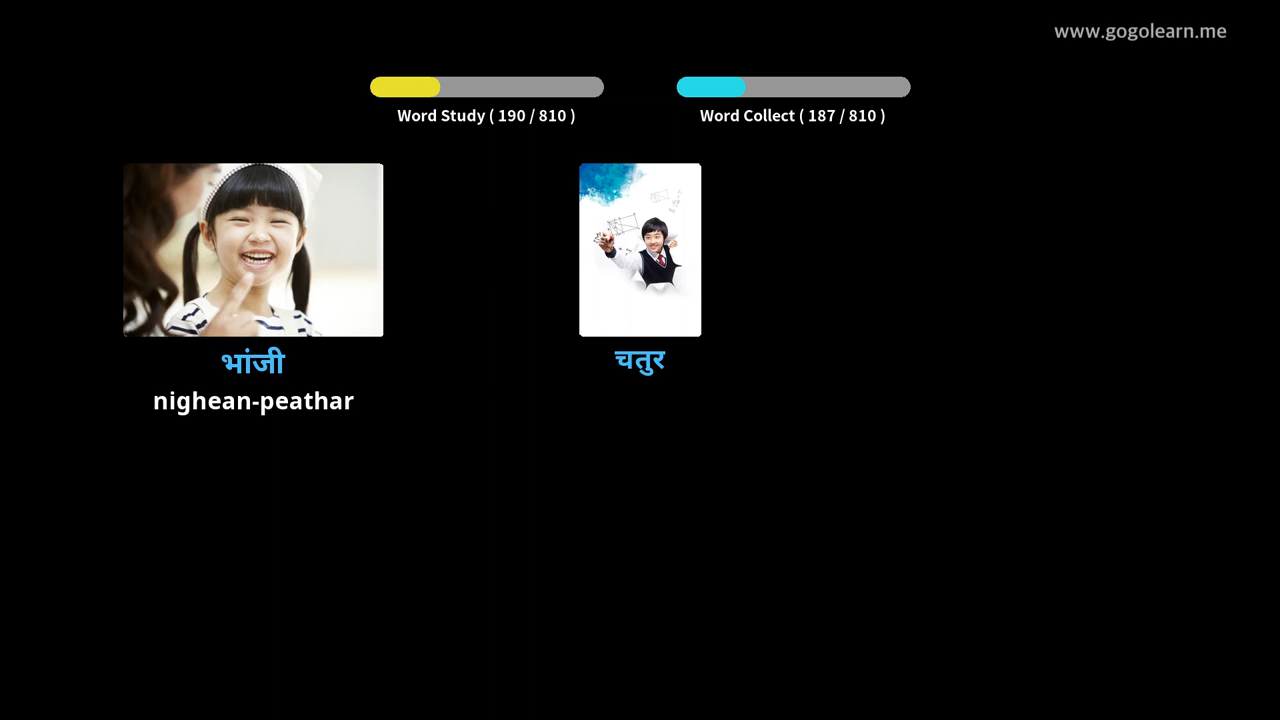 www.gogolearn.me
Word Study ( 190 / 810 )
Word Collect ( 187 / 810 )
भांजी
nighean-peathar
चतुर